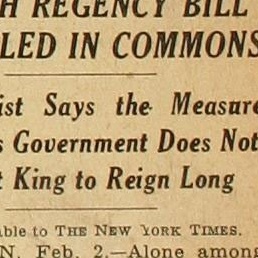 H REGENCY BILL
LED IN COMMONS
ist Says the Measure
s Government Does Not
t King to Reign Long
ble to THE NEW YORK TIMES.
N, Feb. 2.—Alone among